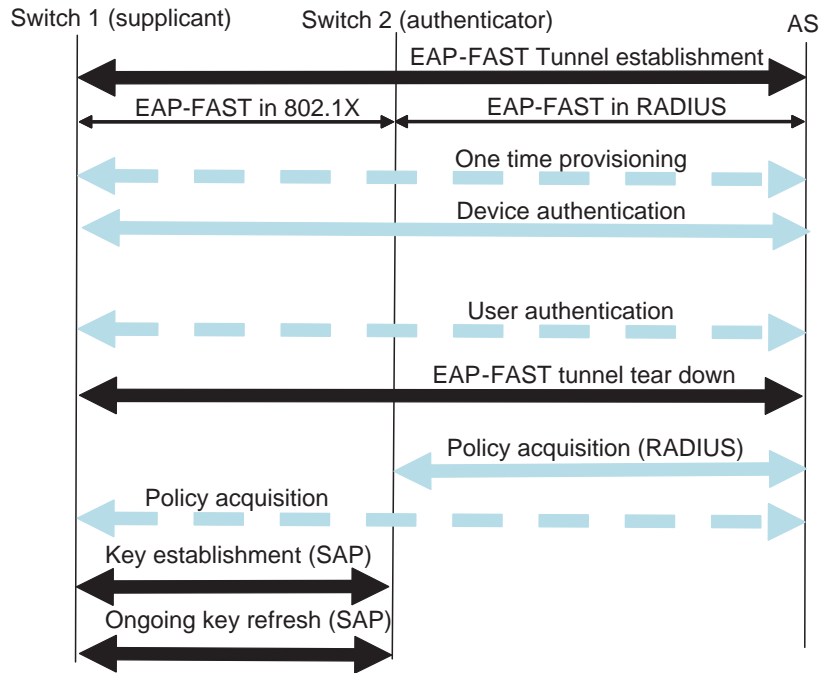 Switch 1 (supplicant)
Switch 2 (authenticator)
AS
EAP-FAST Tunnel establishment
EAP-FAST in 802.1X
EAP-FAST in RADIUS
One time provisioning
Device authentication
User authentication
EAP-FAST tunnel tear down
Policy acquisition (RADIUS)
Policy acquisition
Key establishment (SAP)
Ongoing key refresh (SAP)